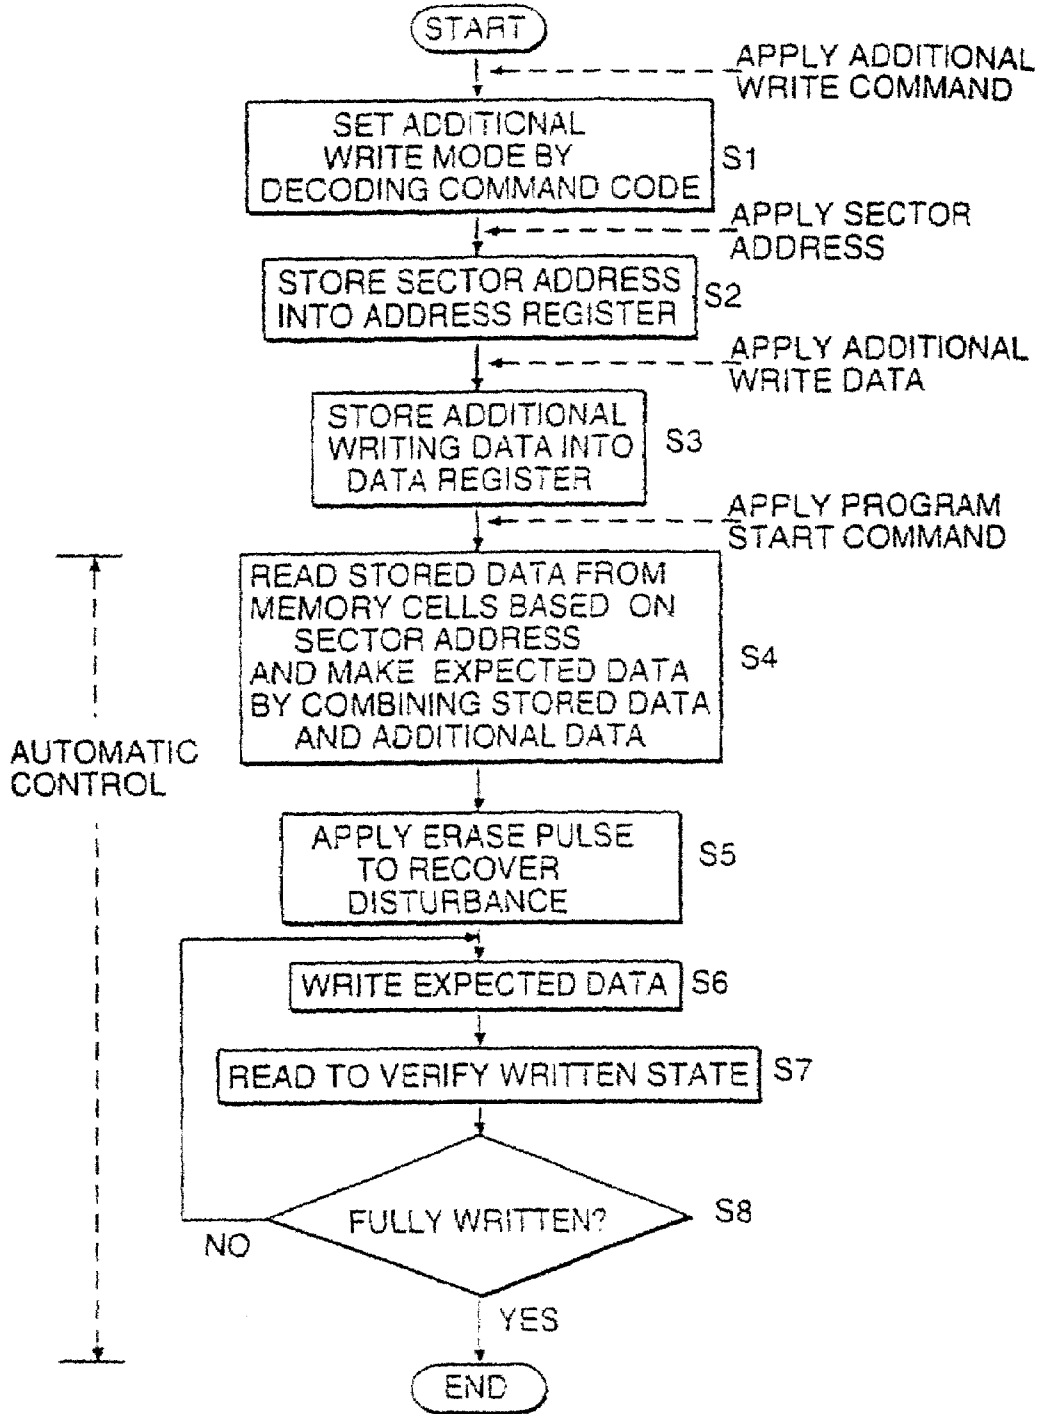 START
APPLY ADDITIONAL
WRITE COMMAND
SET ADDITIONAL
WRITE MODE BY
DECODING COMMAND CODE
S1
APPLY SECTOR
ADDRESS
STORE SECTOR ADDRESS
INTO ADDRESS REGISTER
S2
APPLY ADDITIONAL
WRITE DATA
STORE ADDITIONAL
WRITING DATA INTO
DATA REGISTER
S3
APPLY PROGRAM
START COMMAND
READ STORED DATA FROM
MEMORY CELLS BASED ON
SECTOR ADDRESS
AND MAKE EXPECTED DATA
BY COMBINING STORED DATA
AND ADDITIONAL DATA
S4
AUTOMATIC
CONTROL
APPLY ERASE PULSE
TO RECOVER
DISTURBANCE
S5
WRITE EXPECTED DATA
S6
READ TO VERIFY WRITTEN STATE
S7
FULLY WRITTEN?
S8
NO
YES
END